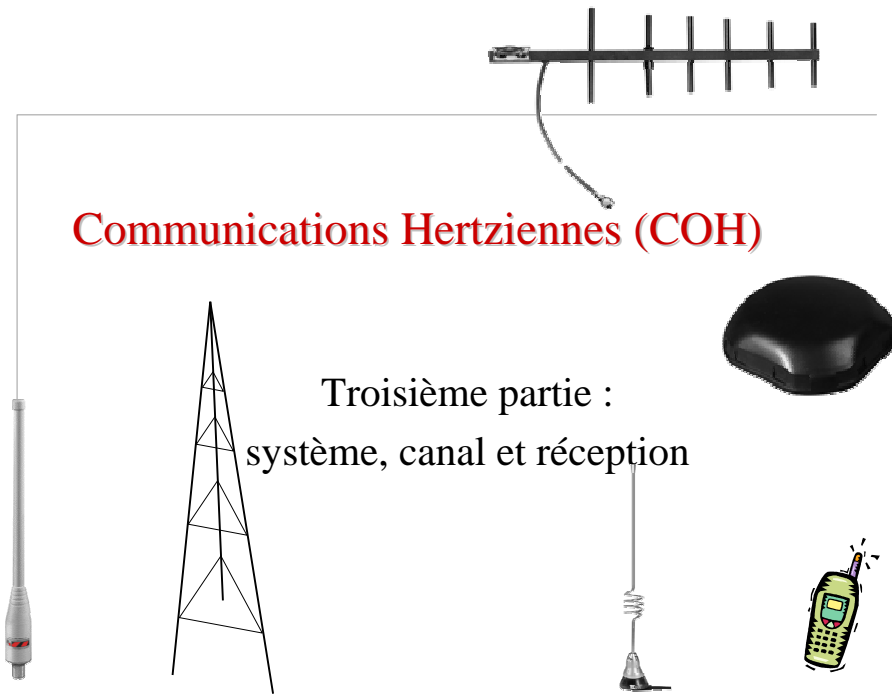 Communications Hertziennes (COH)
Troisième partie :
système, canal et réception